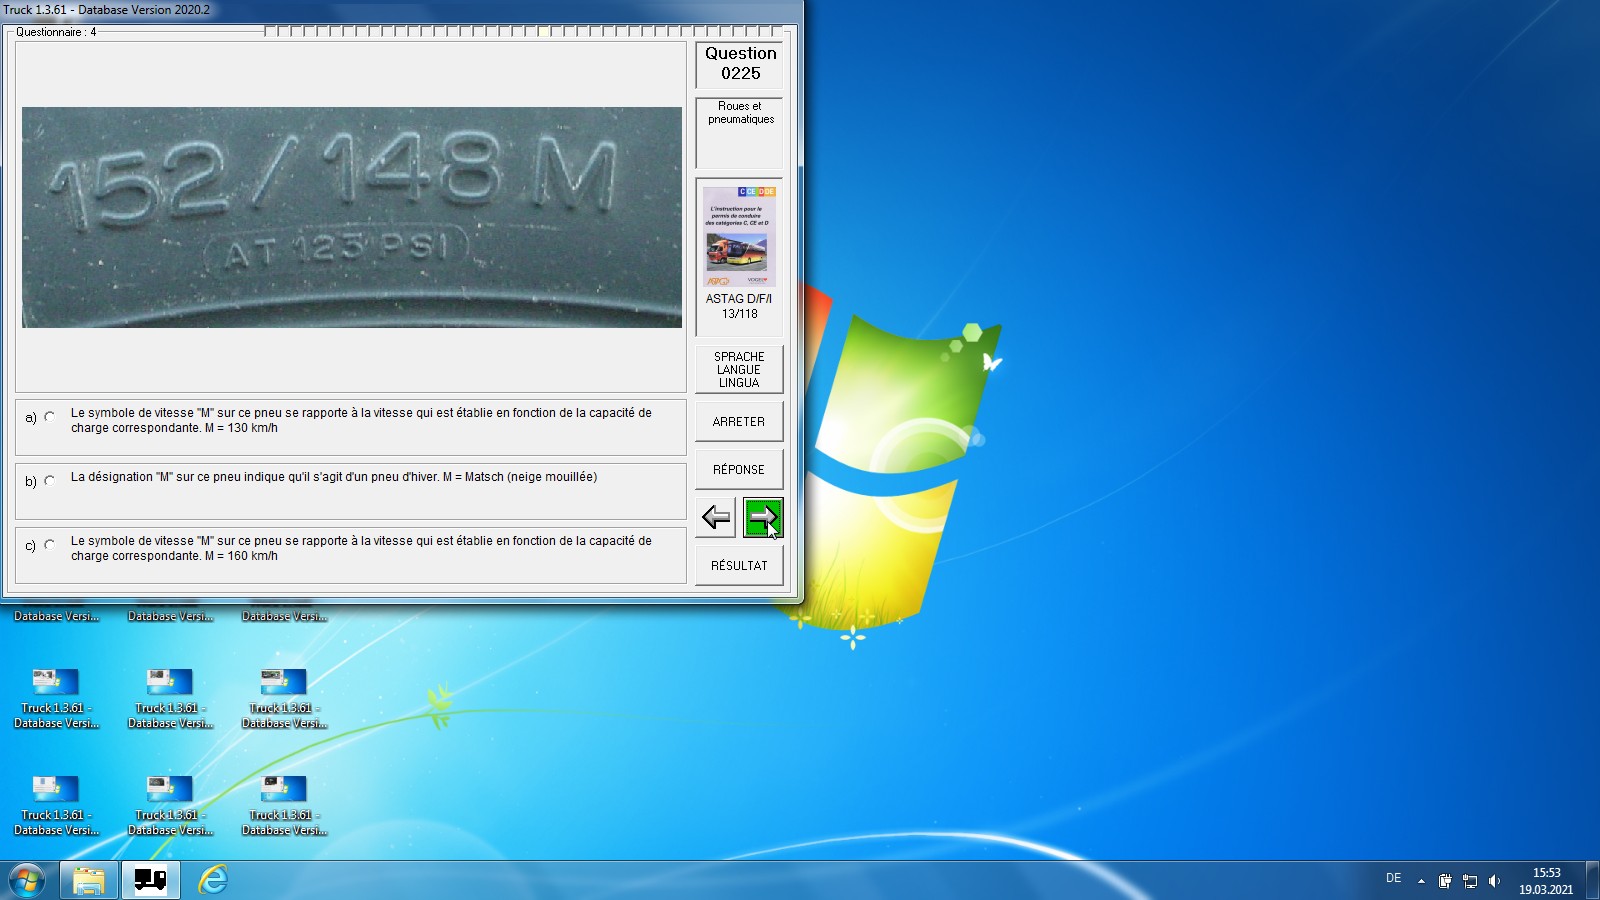 Truck 1.3.61 - Database Version 2020.2
Questionnaire : 4
152/148 M
AT 123 PSI
Question
0225
Roues et
pneumatiques
C CE D DE
L'instruction pour le
permis de conduire
des catégories C, CE et D
ASTAG D/F/I
13/118
SPRACHE
LANGUE
LINGUA
ARRETER
RÉPONSE
RÉSULTAT
a) Le symbole de vitesse "M" sur ce pneu se rapporte à la vitesse qui est établie en fonction de la capacité de
charge correspondante. M = 130 km/h
b) La désignation "M" sur ce pneu indique qu'il s'agit d'un pneu d'hiver. M = Matsch (neige mouillée)
c) Le symbole de vitesse "M" sur ce pneu se rapporte à la vitesse qui est établie en fonction de la capacité de
charge correspondante. M = 160 km/h
Database Versi... Database Versi... Database Versi...
Truck 1.3.61 - Truck 1.3.61 - Truck 1.3.61 -
Database Versi... Database Versi... Database Versi...
Truck 1.3.61 - Truck 1.3.61 - Truck 1.3.61 -
Database Versi... Database Versi... Database Versi...
DE
15:53
19.03.2021